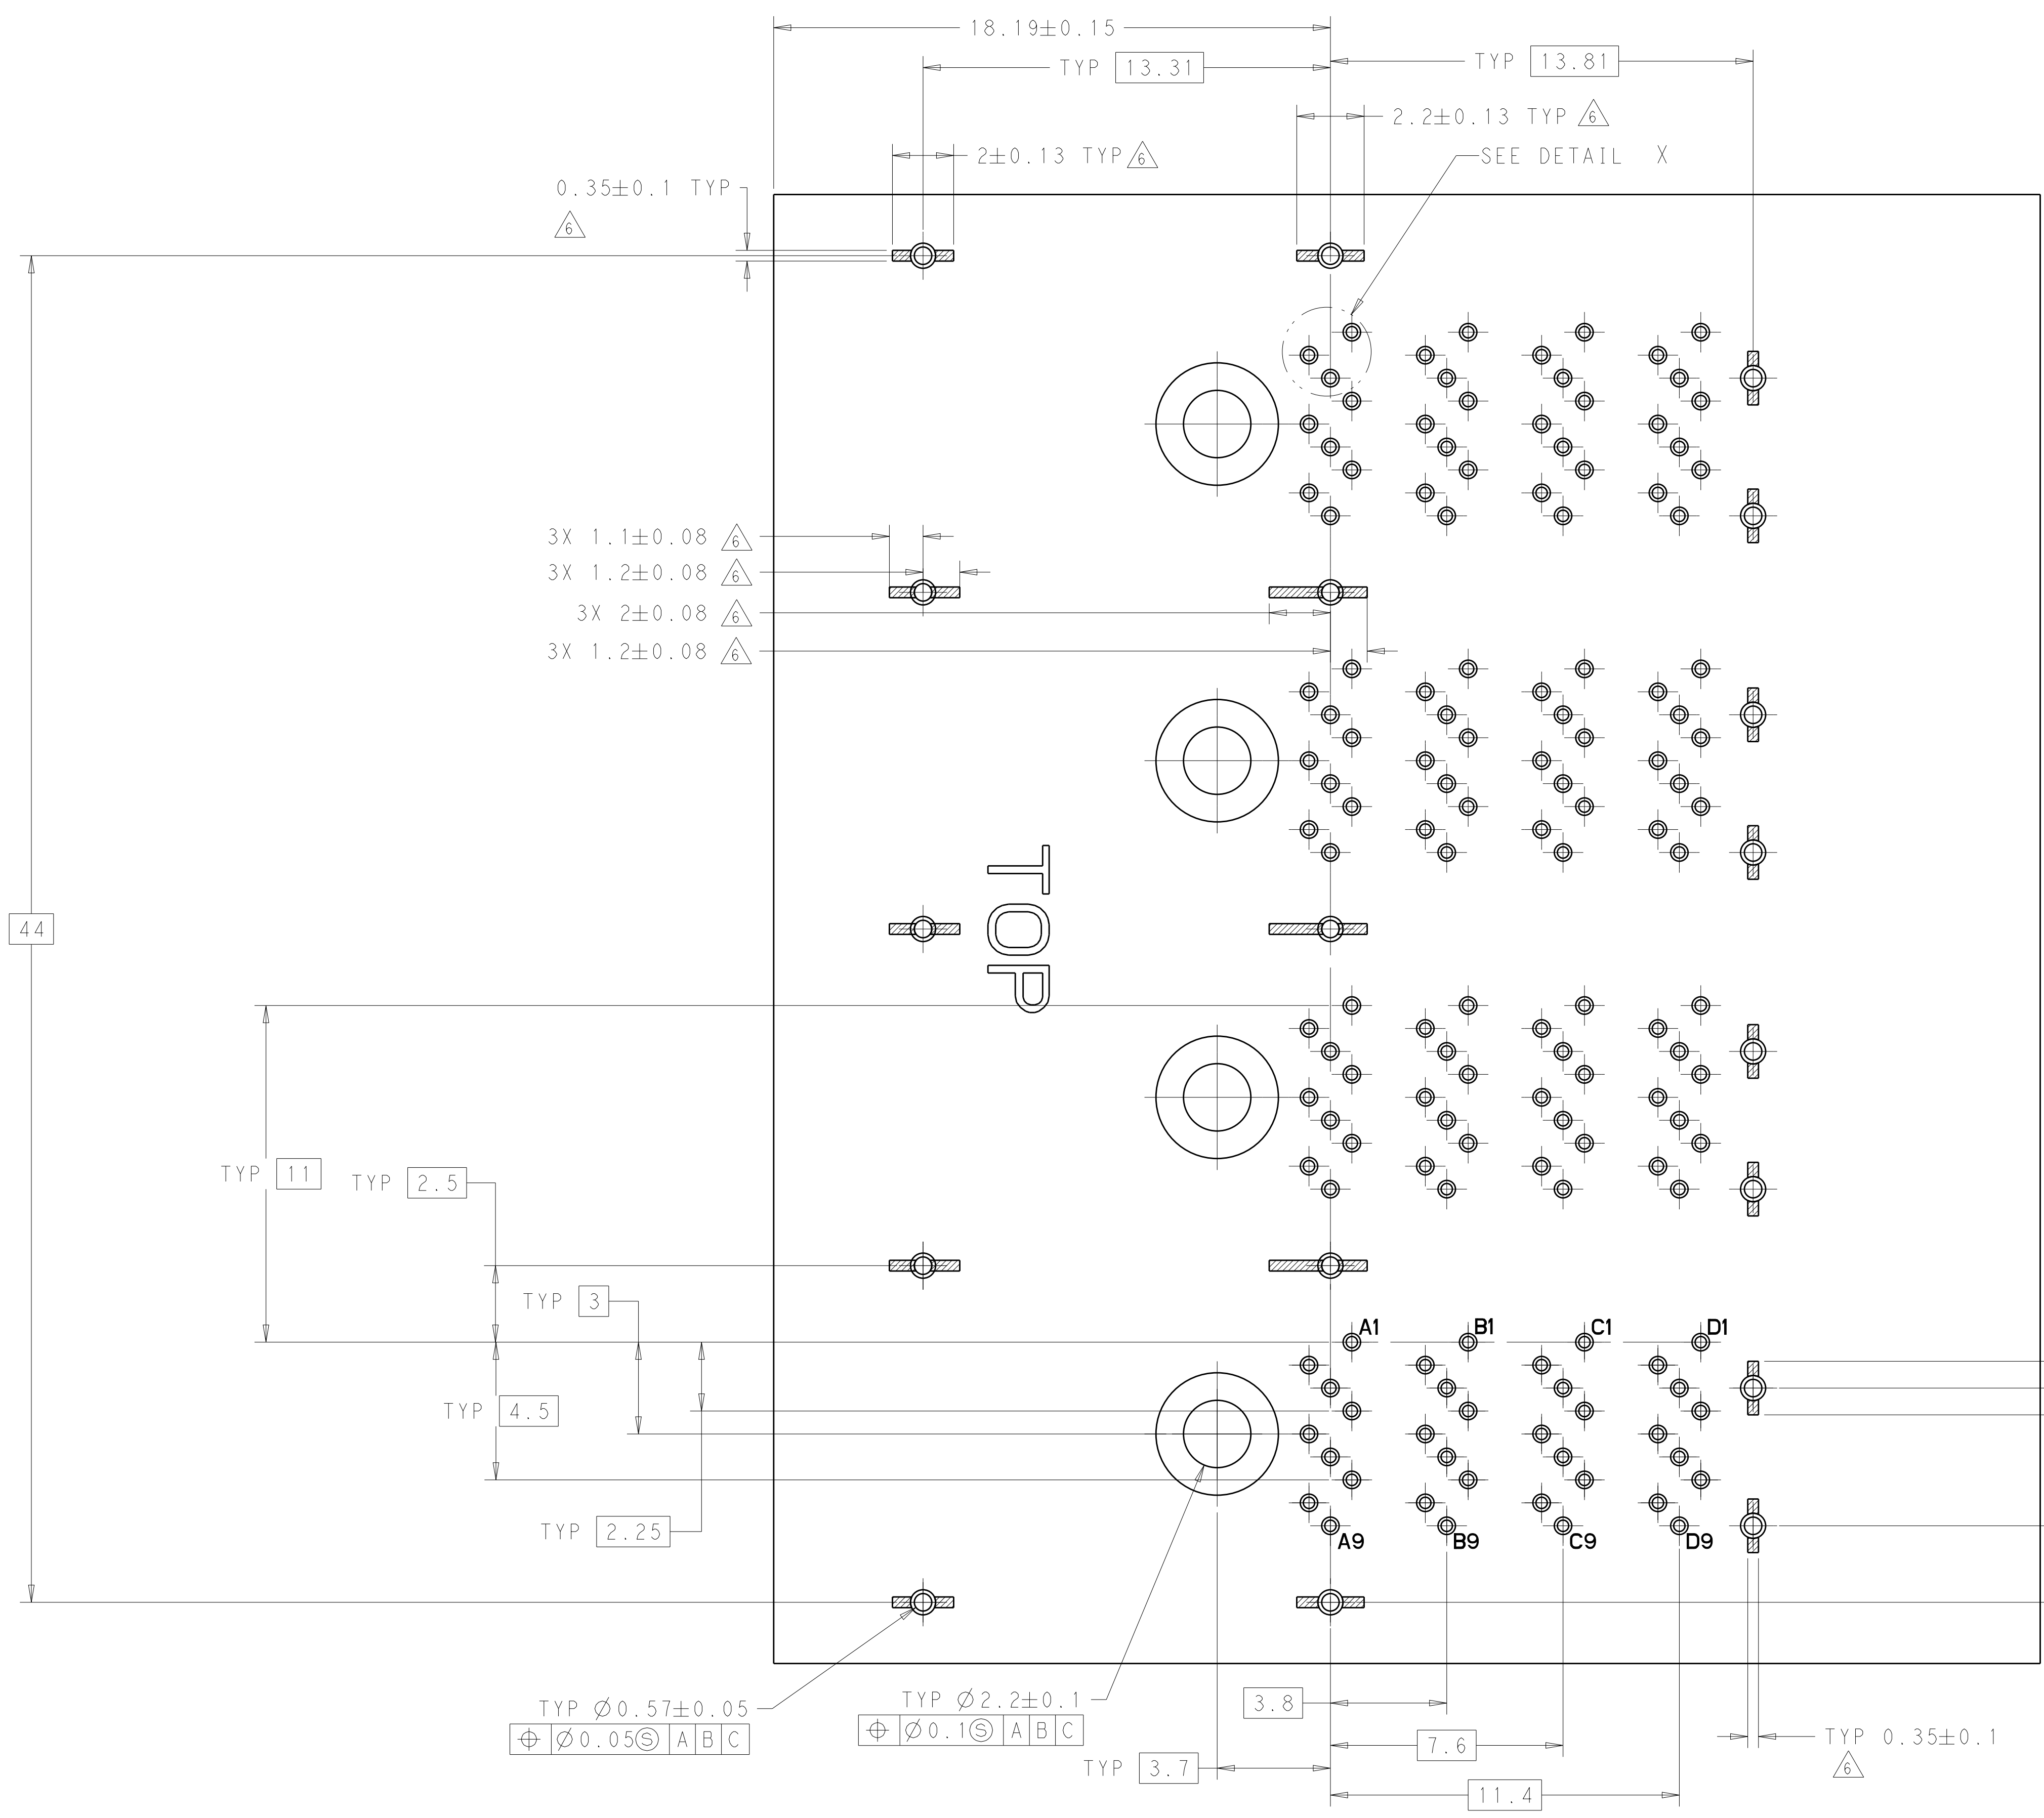 18.19±0.15
TYP 13.31
TYP 13.81
2.2±0.13 TYP 6
2±0.13 TYP 6
SEE DETAIL X
0.35±0.1 TYP
6
3X 1.1±0.08 6
3X 1.2±0.08 6
3X 2±0.08 6
3X 1.2±0.08 6
TOP
44
TYP 11
TYP 2.5
TYP 3
A1
B1
C1
D1
TYP 4.5
TYP 2.25
A9
B9
C9
D9
TYP Ø0.57±0.05
⌖ Ø0.05Ⓢ A B C
TYP Ø2.2±0.1
⌖ Ø0.1Ⓢ A B C
3.8
TYP 0.35±0.1
6
7.6
TYP 3.7
11.4